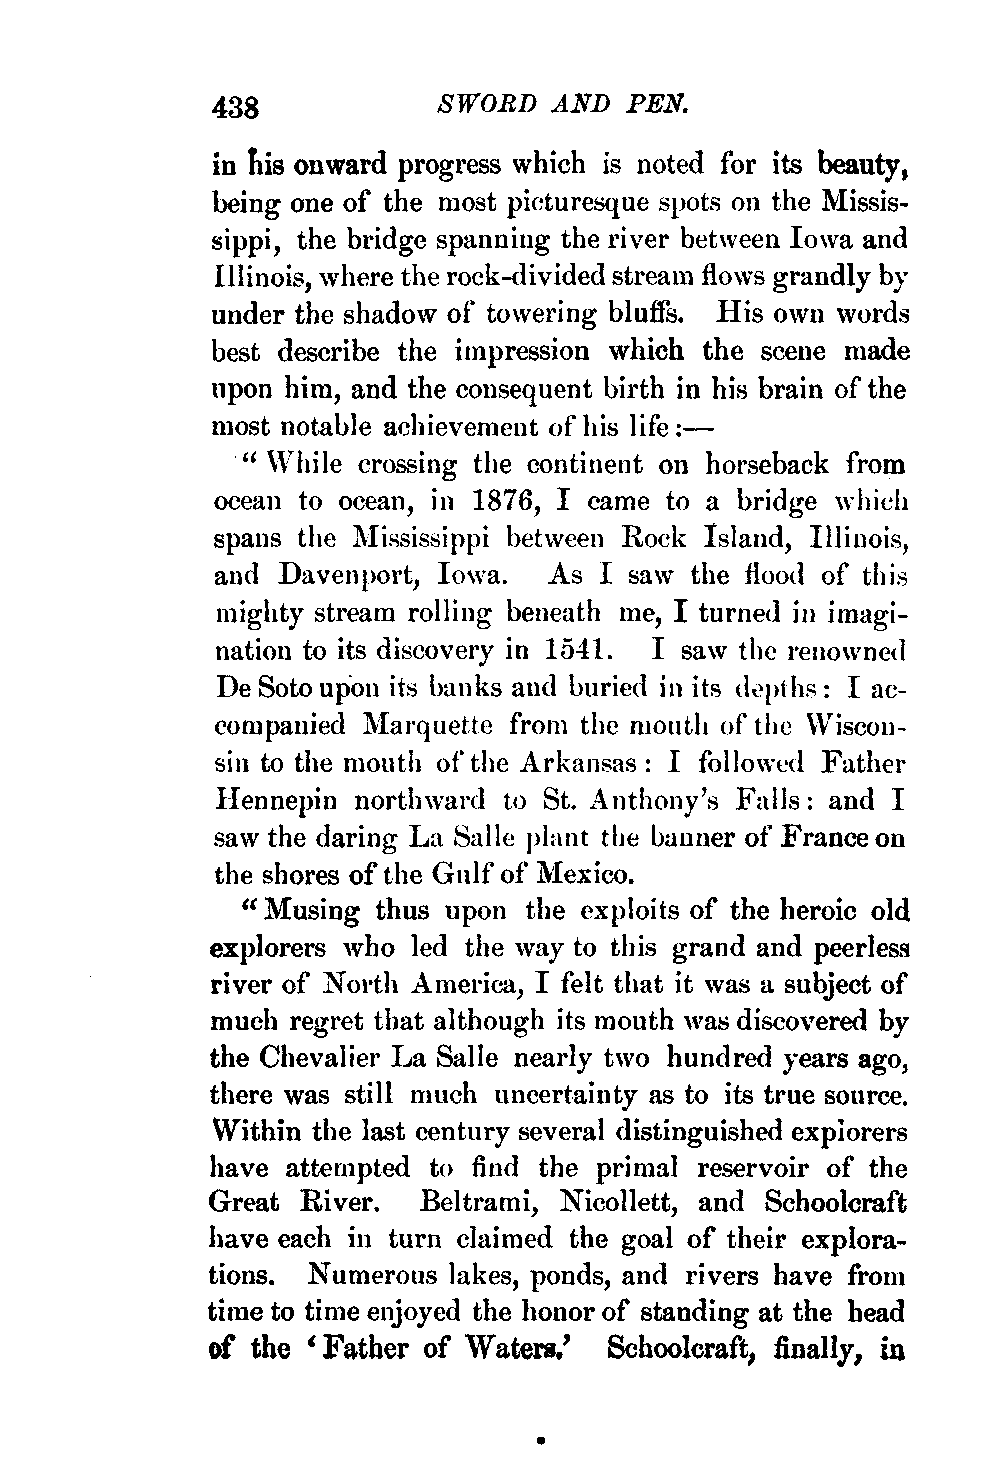 438 SWORD AND PEN.
in his onward progress which is noted for its beauty,
being one of the most picturesque spots on the Missis-
sippi, the bridge spanning the river between Iowa and
Illinois, where the rock-divided stream flows grandly by
under the shadow of towering bluffs. His own words
best describe the impression which the scene made
upon him, and the consequent birth in his brain of the
most notable achievement of his life:—
"While crossing the continent on horseback from
ocean to ocean, in 1876, I came to a bridge which
spans the Mississippi between Rock Island, Illinois,
and Davenport, Iowa. As I saw the flood of this
mighty stream rolling beneath me, I turned in imagi-
nation to its discovery in 1541. I saw the renowned
De Soto upon its banks and buried in its depths: I ac-
companied Marquette from the mouth of the Wiscon-
sin to the mouth of the Arkansas: I followed Father
Hennepin northward to St. Anthony's Falls: and I
saw the daring La Salle plant the banner of France on
the shores of the Gulf of Mexico.
"Musing thus upon the exploits of the heroic old
explorers who led the way to this grand and peerless
river of North America, I felt that it was a subject of
much regret that although its mouth was discovered by
the Chevalier La Salle nearly two hundred years ago,
there was still much uncertainty as to its true source.
Within the last century several distinguished explorers
have attempted to find the primal reservoir of the
Great River. Beltrami, Nicollett, and Schoolcraft
have each in turn claimed the goal of their explora-
tions. Numerous lakes, ponds, and rivers have from
time to time enjoyed the honor of standing at the head
of the 'Father of Waters.' Schoolcraft, finally, in